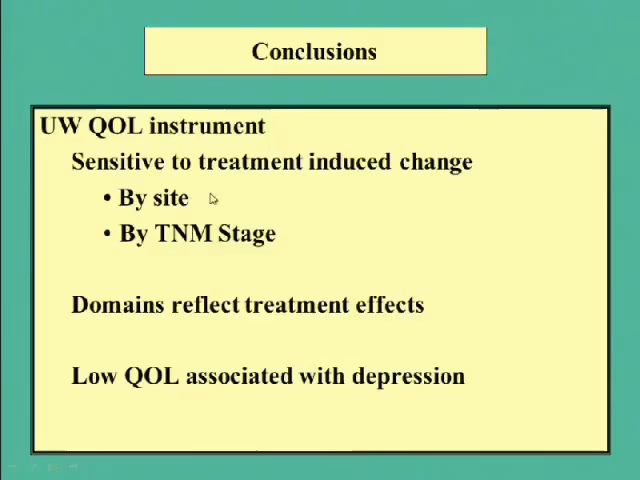 Conclusions
UW QOL instrument
Sensitive to treatment induced change
• By site
• By TNM Stage
Domains reflect treatment effects
Low QOL associated with depression